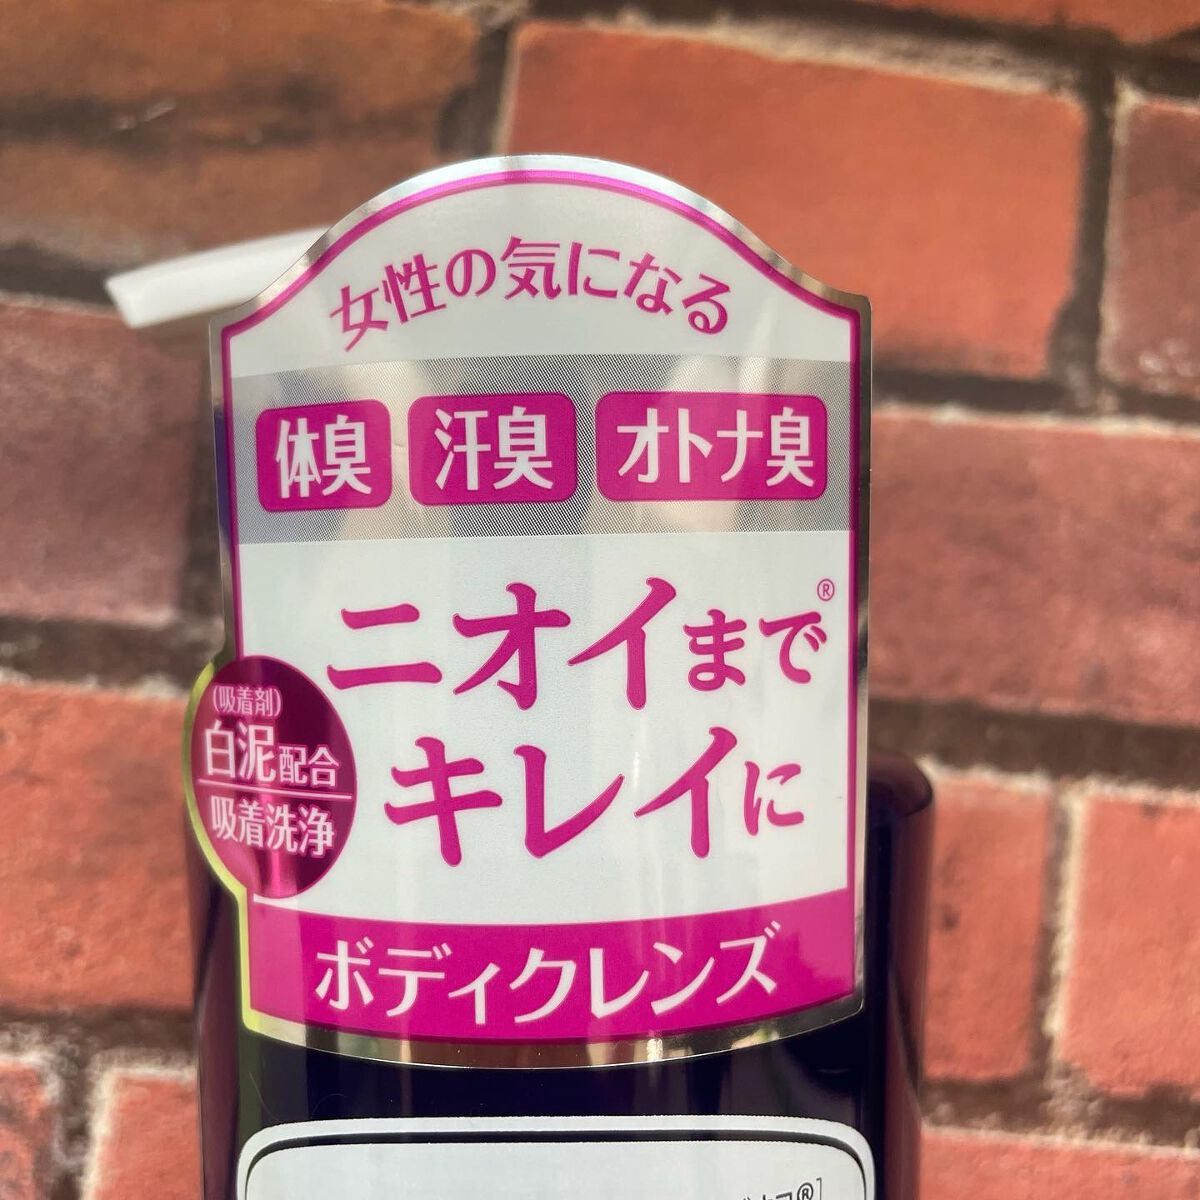 女性の気になる
体臭 汗臭 オトナ臭
ニオイまで®
キレイに
(吸着剤)
白泥配合
吸着洗浄
ボディクレンズ